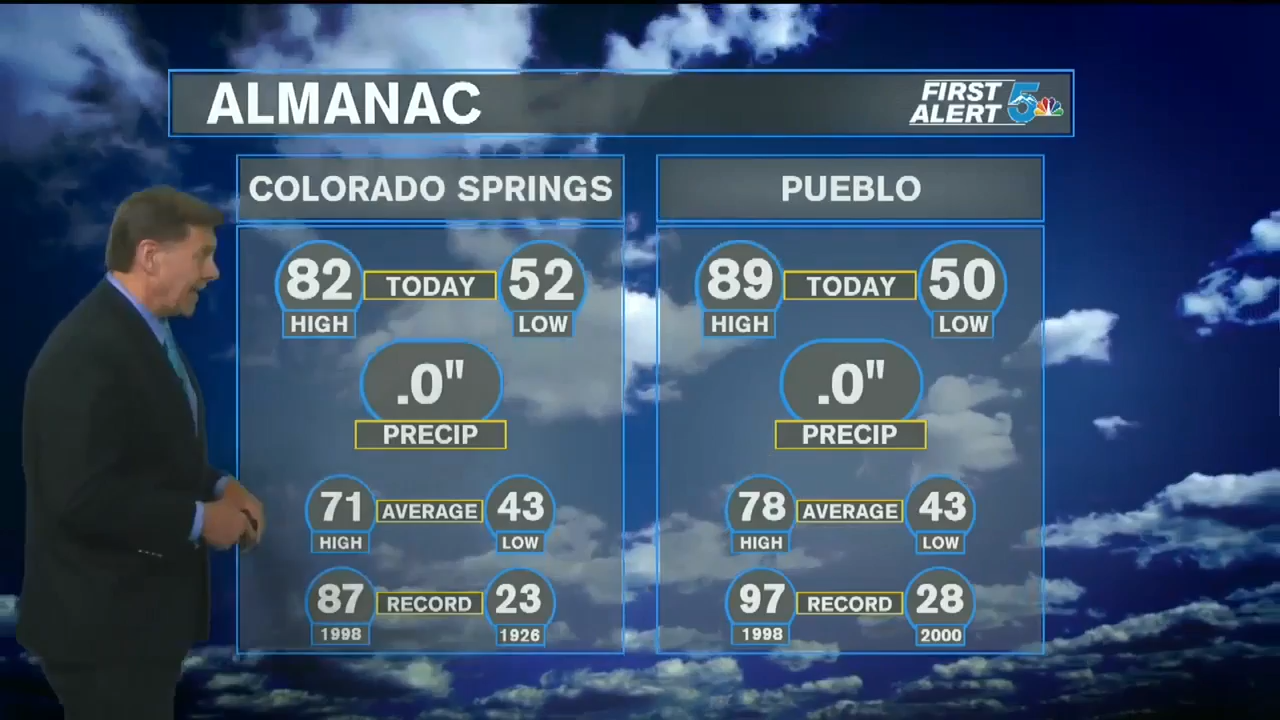 ALMANAC
FIRST
ALERT 5
COLORADO SPRINGS
82 TODAY 52
HIGH LOW
.0"
PRECIP
71 AVERAGE 43
HIGH LOW
87 RECORD 23
1998 1926
PUEBLO
89 TODAY 50
HIGH LOW
.0"
PRECIP
78 AVERAGE 43
HIGH LOW
97 RECORD 28
1998 2000